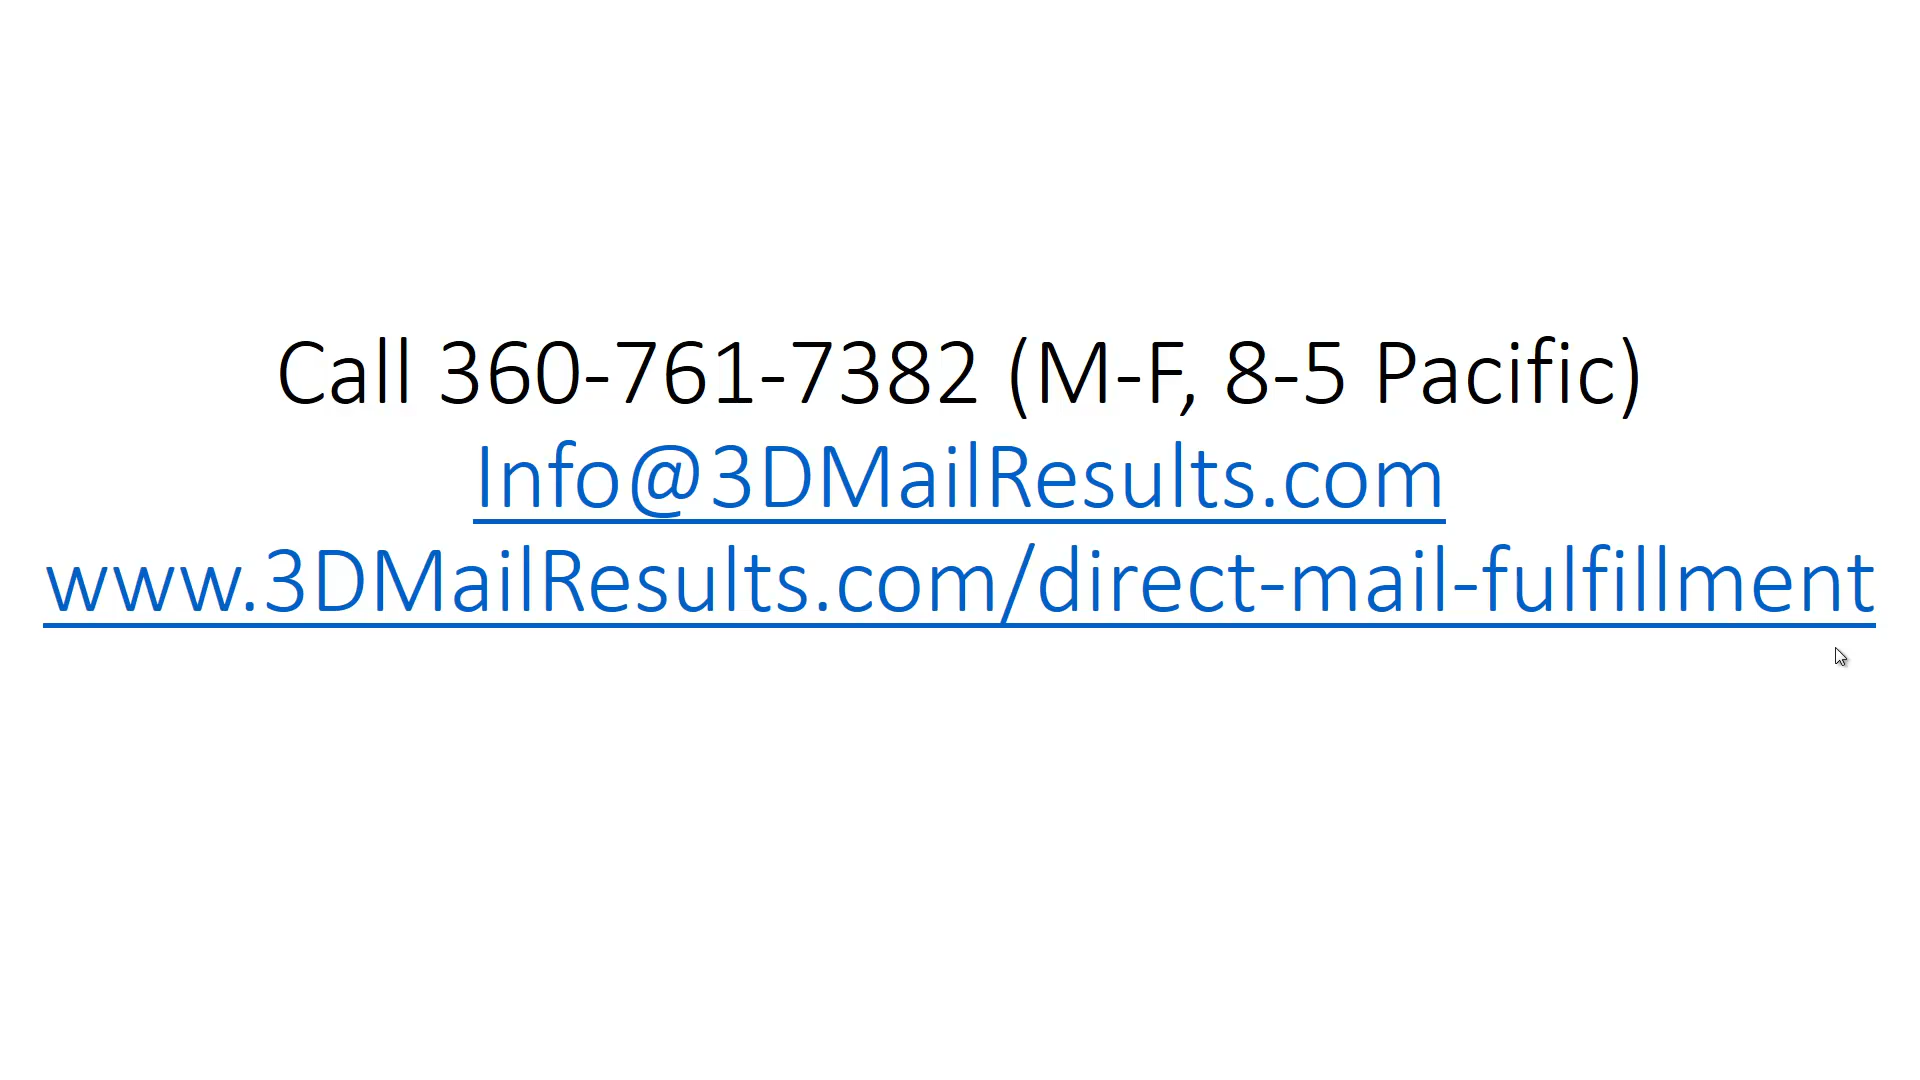 Call 360-761-7382 (M-F, 8-5 Pacific)
Info@3DMailResults.com
www.3DMailResults.com/direct-mail-fulfillment